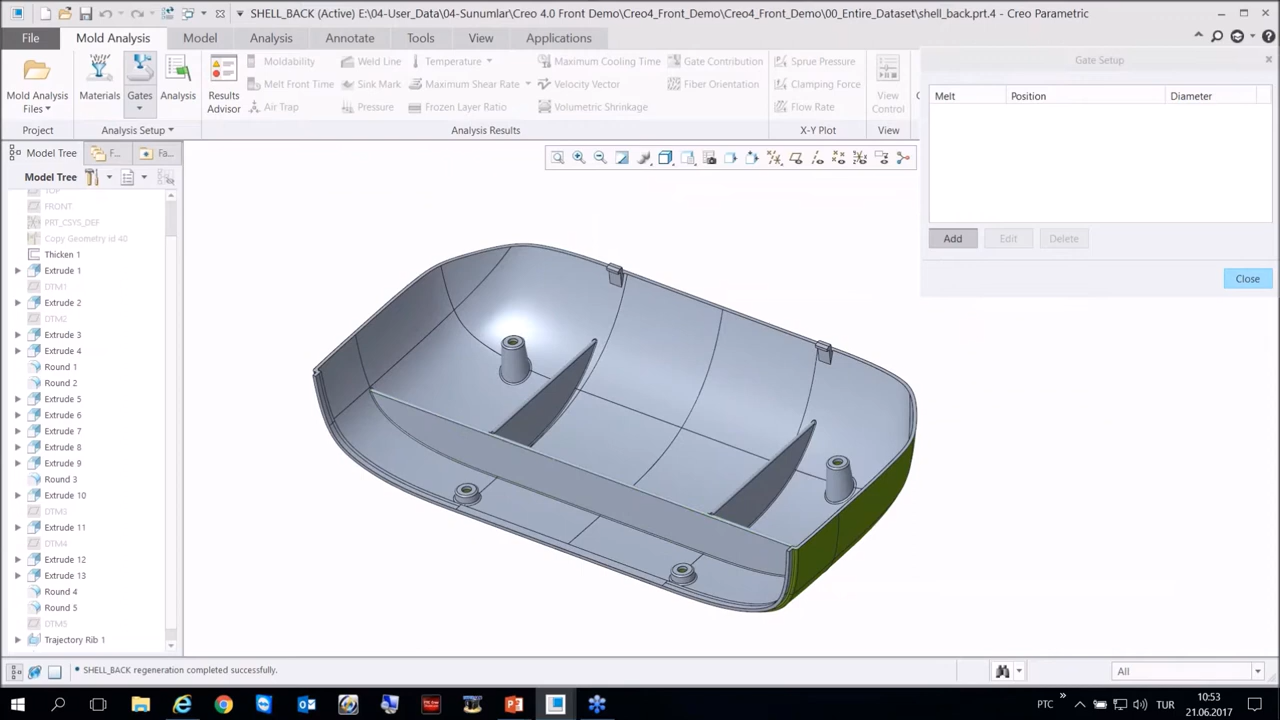 SHELL_BACK (Active) E:\04-User_Data\04-Sunumlar\Creo 4.0 Front Demo\Creo4_Front_Demo\Creo4_Front_Demo\00_Entire_Dataset\shell_back.prt.4 - Creo Parametric
File
Mold Analysis
Model
Analysis
Annotate
Tools
View
Applications
Mold Analysis Files
Materials
Gates
Analysis
Results Advisor
Moldability
Melt Front Time
Air Trap
Weld Line
Sink Mark
Pressure
Temperature
Maximum Shear Rate
Frozen Layer Ratio
Maximum Cooling Time
Velocity Vector
Volumetric Shrinkage
Gate Contribution
Fiber Orientation
Sprue Pressure
Clamping Force
Flow Rate
View Control
Project
Analysis Setup
Analysis Results
X-Y Plot
View
Gate Setup
Melt
Position
Diameter
Add
Edit
Delete
Close
Model Tree
F...
Fa...
Model Tree
TOP
FRONT
PRT_CSYS_DEF
Copy Geometry id 40
Thicken 1
Extrude 1
DTM1
Extrude 2
DTM2
Extrude 3
Extrude 4
Round 1
Round 2
Extrude 5
Extrude 6
Extrude 7
Extrude 8
Extrude 9
Round 3
Extrude 10
DTM3
Extrude 11
DTM4
Extrude 12
Extrude 13
Round 4
Round 5
DTM5
Trajectory Rib 1
• SHELL_BACK regeneration completed successfully.
All
PTC
TUR
10:53
21.06.2017